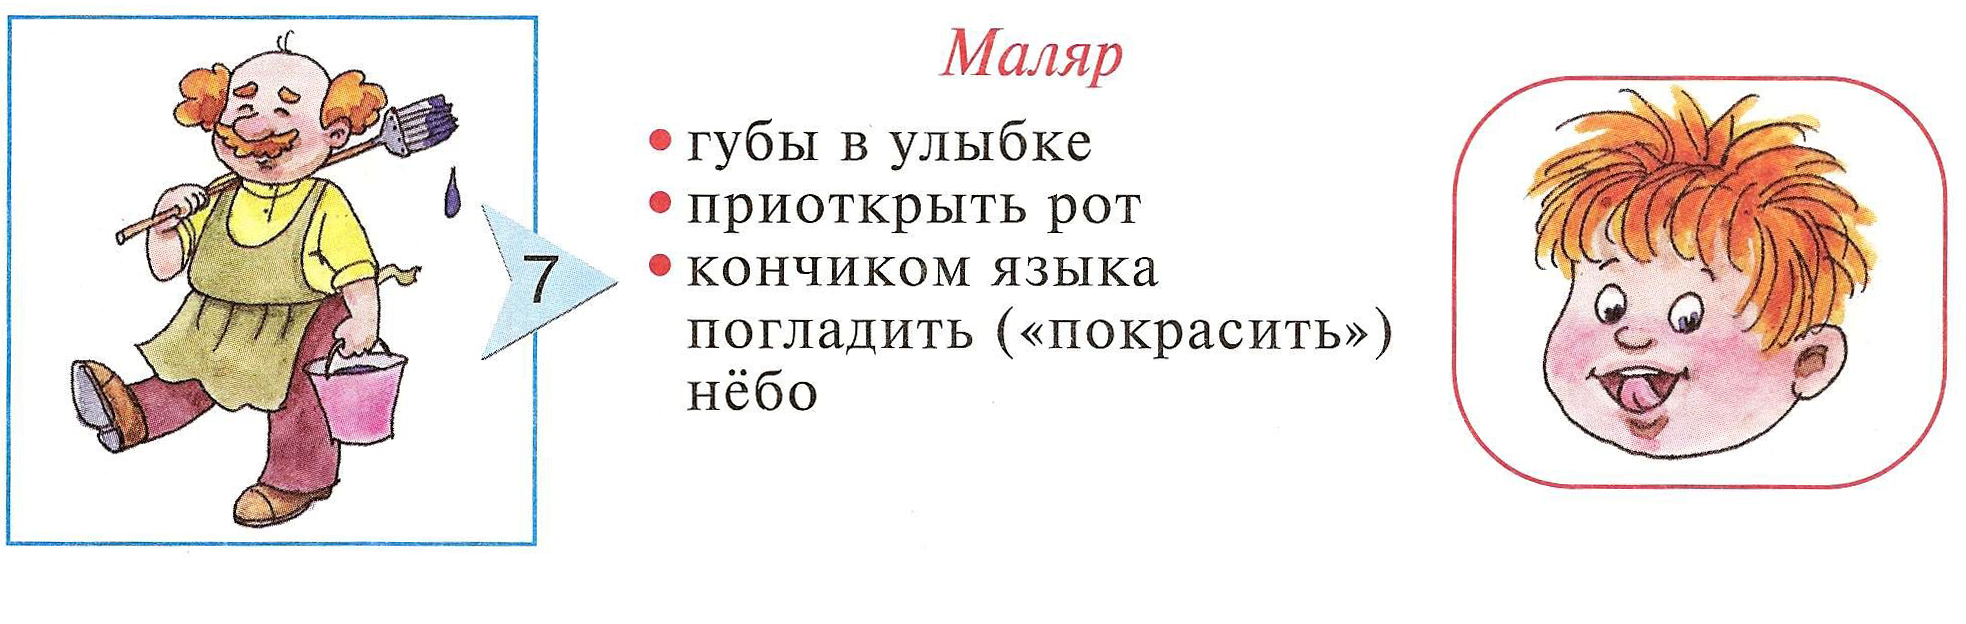 Маляр
7
• губы в улыбке
• приоткрыть рот
• кончиком языка
погладить («покрасить»)
нёбо